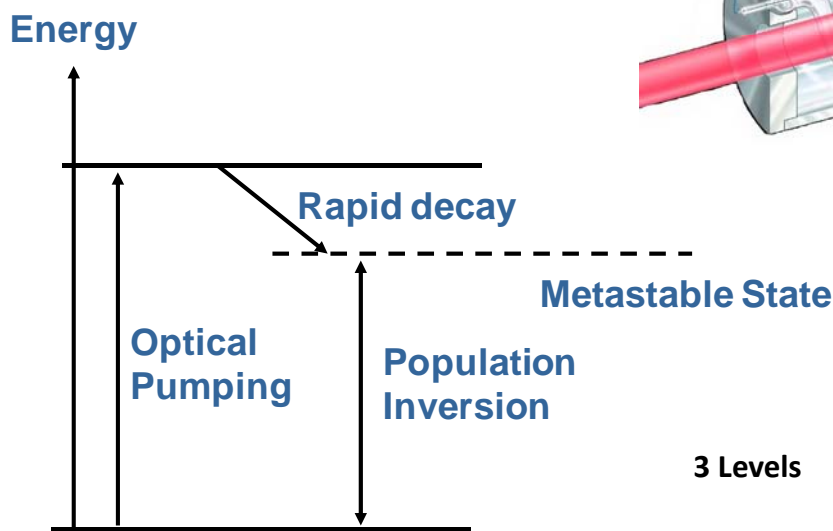 Energy
Rapid decay
Metastable State
Optical
Pumping
Population
Inversion
3 Levels